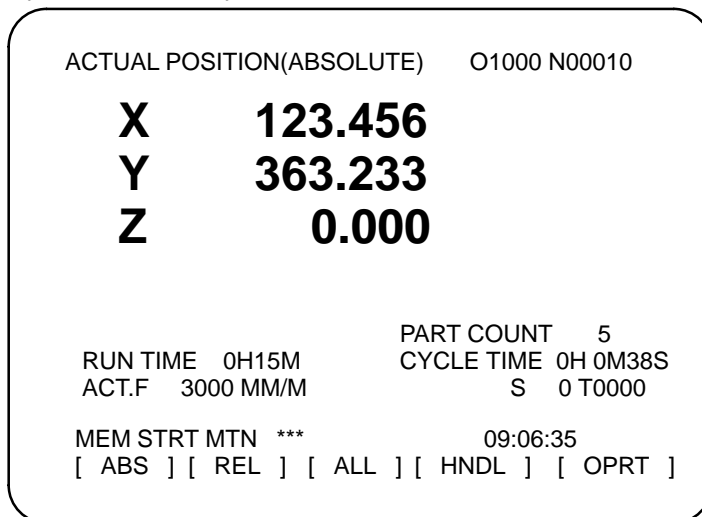 ACTUAL POSITION(ABSOLUTE) O1000 N00010
X 123.456
Y 363.233
Z 0.000
PART COUNT 5
RUN TIME 0H15M CYCLE TIME 0H 0M38S
ACT.F 3000 MM/M S 0 T0000
MEM STRT MTN *** 09:06:35
[ ABS ] [ REL ] [ ALL ] [ HNDL ] [ OPRT ]